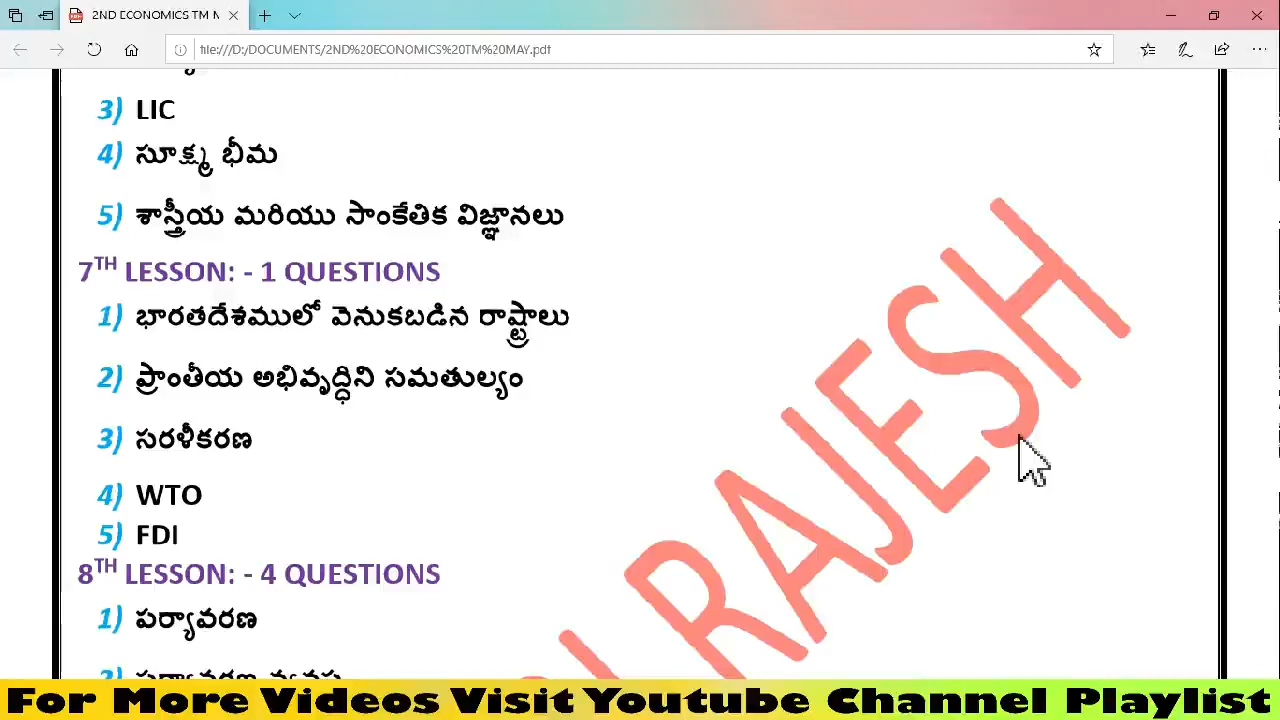 2ND ECONOMICS TM M
file:///D:/DOCUMENTS/2ND%20ECONOMICS%20TM%20MAY.pdf
3) LIC
4) సూక్ష్మ భీమ
5) శాస్త్రీయ మరియు సాంకేతిక విజ్ఞానలు
7TH LESSON: - 1 QUESTIONS
1) భారతదేశములో వెనుకబడిన రాష్ట్రాలు
2) ప్రాంతీయ అభివృద్ధిని సమతుల్యం
3) సరళీకరణ
4) WTO
5) FDI
8TH LESSON: - 4 QUESTIONS
1) పర్యావరణ
RAJESH
For More Videos Visit Youtube Channel Playlist